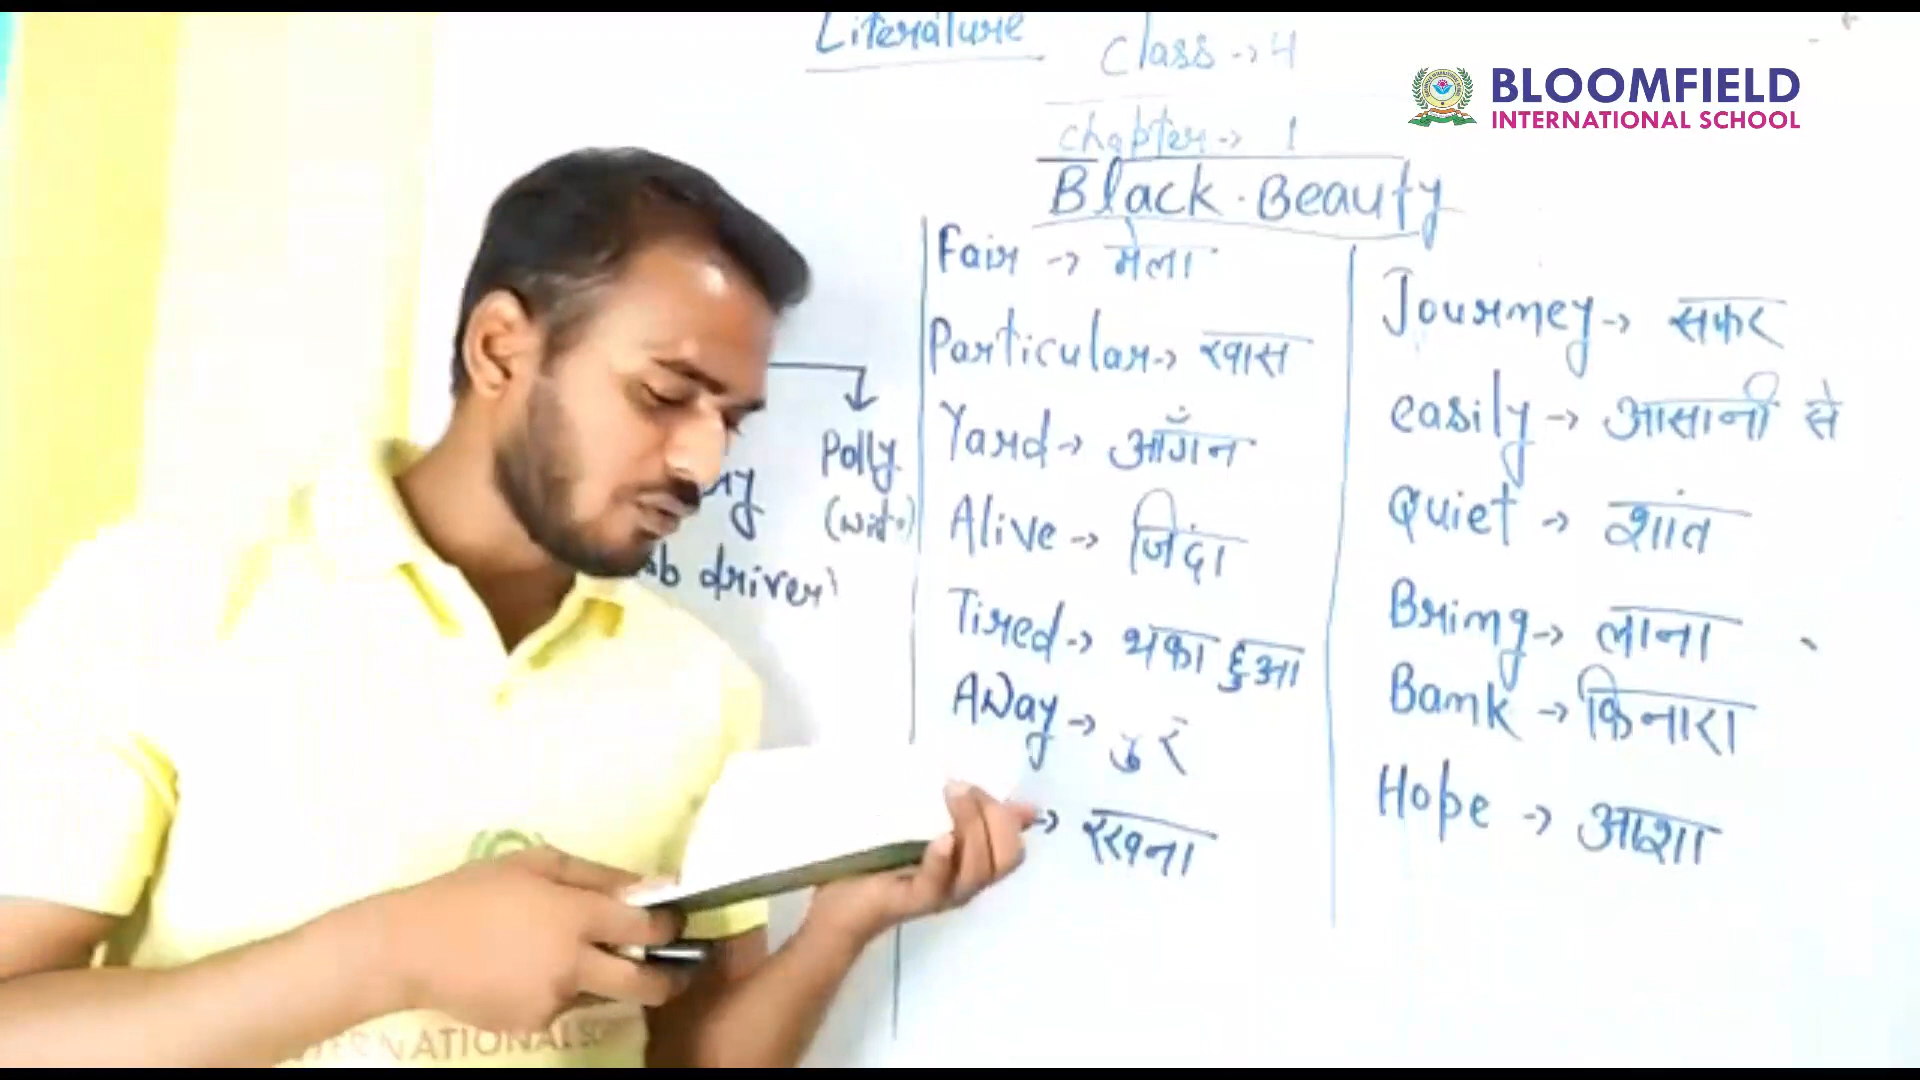 Literature
Class → 4
BLOOMFIELD
INTERNATIONAL SCHOOL
Chapter → 1
Black Beauty
Polly
driver
Fair → मेला
Particular → खास
Yard → आँगन
Alive → जिंदा
Tired → थका हुआ
Away → दुर
→ रखना
Journey → सफर
easily → आसानी से
Quiet → शांत
Bring → लाना
Bank → किनारा
Hope → आशा